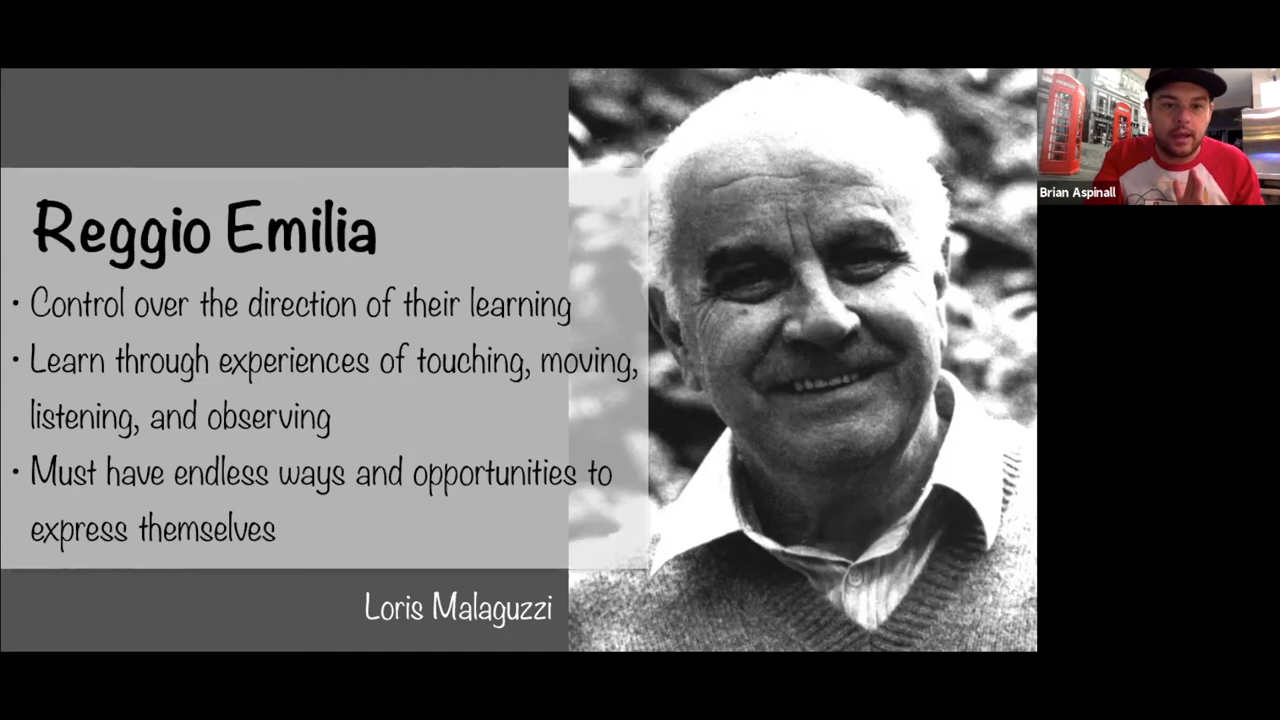 Reggio Emilia
• Control over the direction of their learning
• Learn through experiences of touching, moving,
listening, and observing
• Must have endless ways and opportunities to
express themselves
Loris Malaguzzi
Brian Aspinall